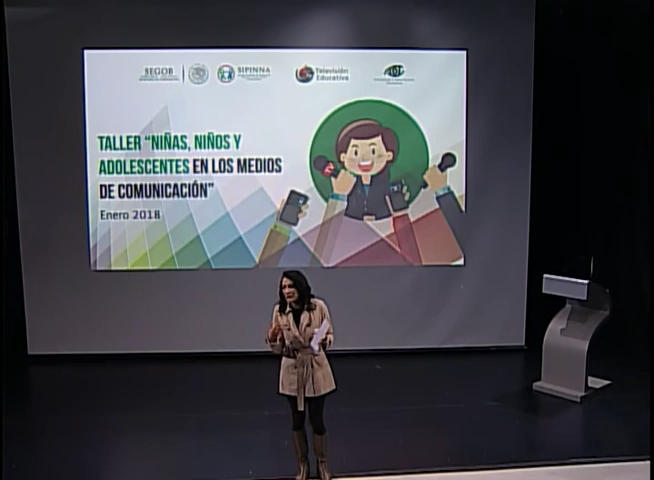 SEGOB
SIPINNA
Televisión
Educativa
TALLER “NIÑAS, NIÑOS Y
ADOLESCENTES EN LOS MEDIOS
DE COMUNICACIÓN”
Enero 2018